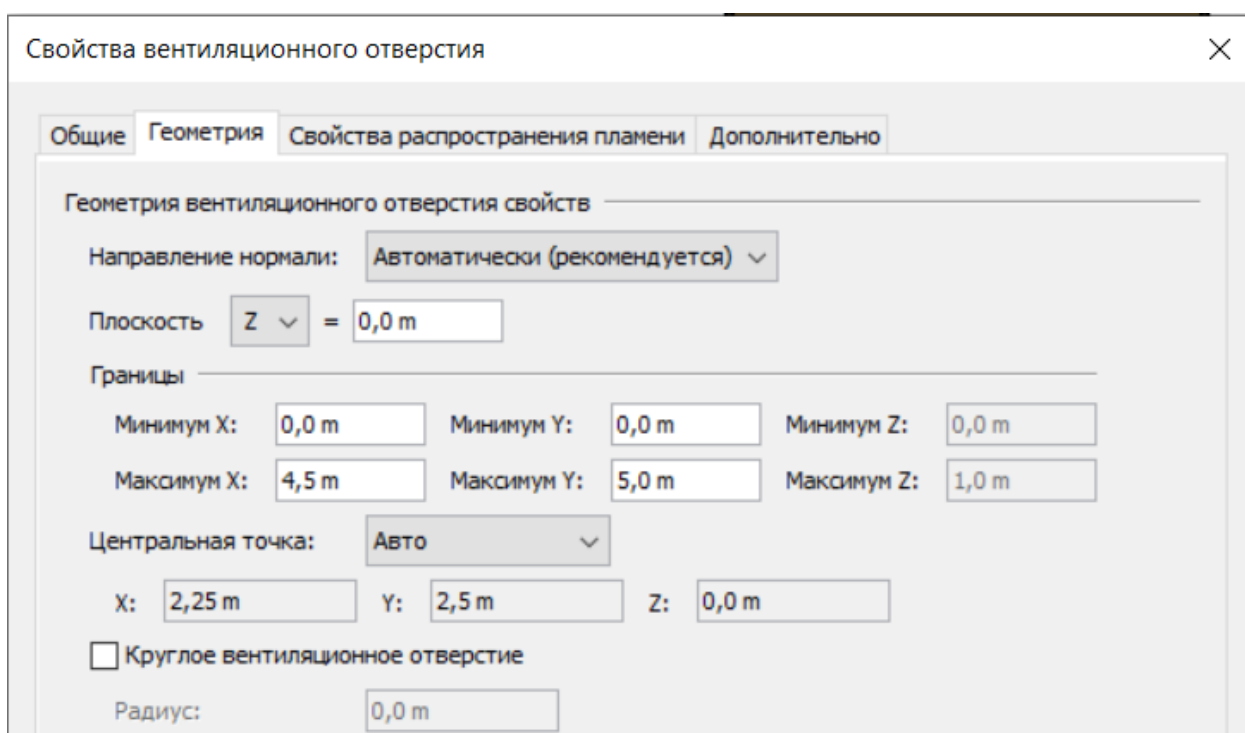 Свойства вентиляционного отверстия
Общие Геометрия Свойства распространения пламени Дополнительно
Геометрия вентиляционного отверстия свойств
Направление нормали: Автоматически (рекомендуется)
Плоскость Z = 0,0 m
Границы
Минимум X: 0,0 m Минимум Y: 0,0 m Минимум Z: 0,0 m
Максимум X: 4,5 m Максимум Y: 5,0 m Максимум Z: 1,0 m
Центральная точка: Авто
X: 2,25 m Y: 2,5 m Z: 0,0 m
Круглое вентиляционное отверстие
Радиус: 0,0 m